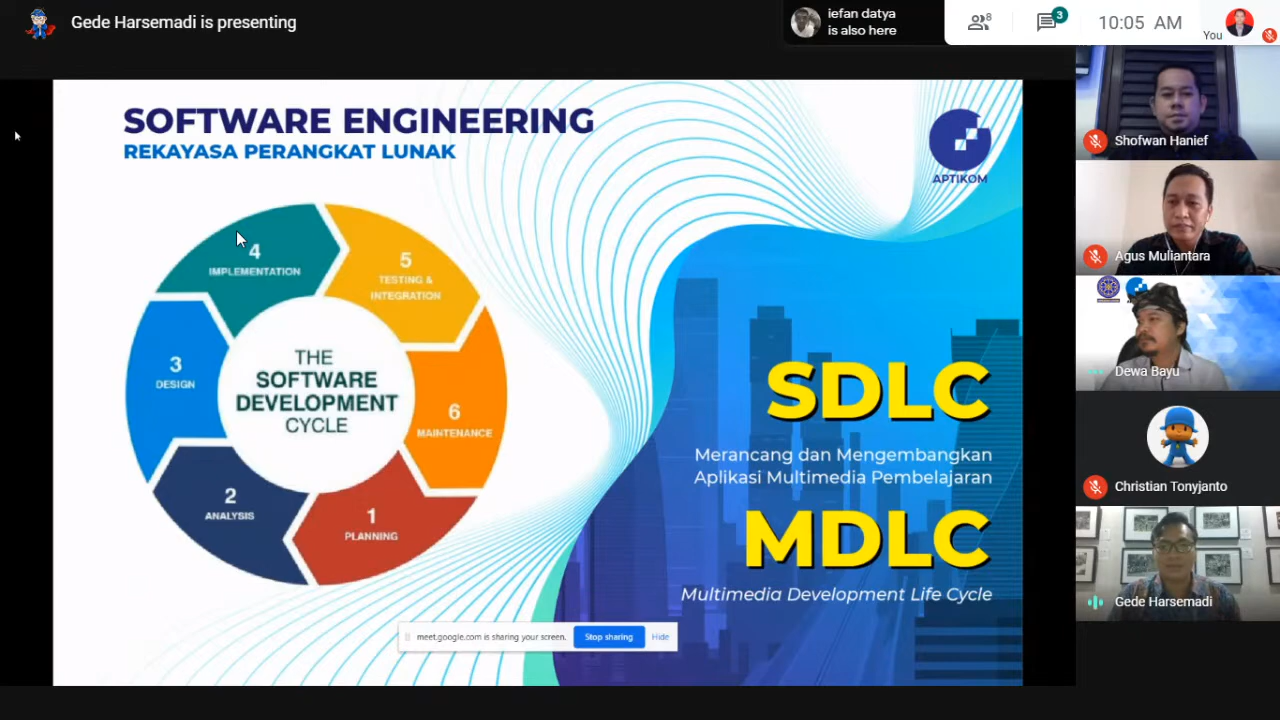 Gede Harsemadi is presenting
iefan datya
is also here
8
3
10:05 AM
You
SOFTWARE ENGINEERING
REKAYASA PERANGKAT LUNAK
APTIKOM
4
IMPLEMENTATION
5
TESTING &
INTEGRATION
3
DESIGN
THE
SOFTWARE
DEVELOPMENT
CYCLE
6
MAINTENANCE
2
ANALYSIS
1
PLANNING
SDLC
Merancang dan Mengembangkan
Aplikasi Multimedia Pembelajaran
MDLC
Multimedia Development Life Cycle
meet.google.com is sharing your screen.
Stop sharing
Hide
Shofwan Hanief
Agus Muliantara
Dewa Bayu
Christian Tonyjanto
Gede Harsemadi